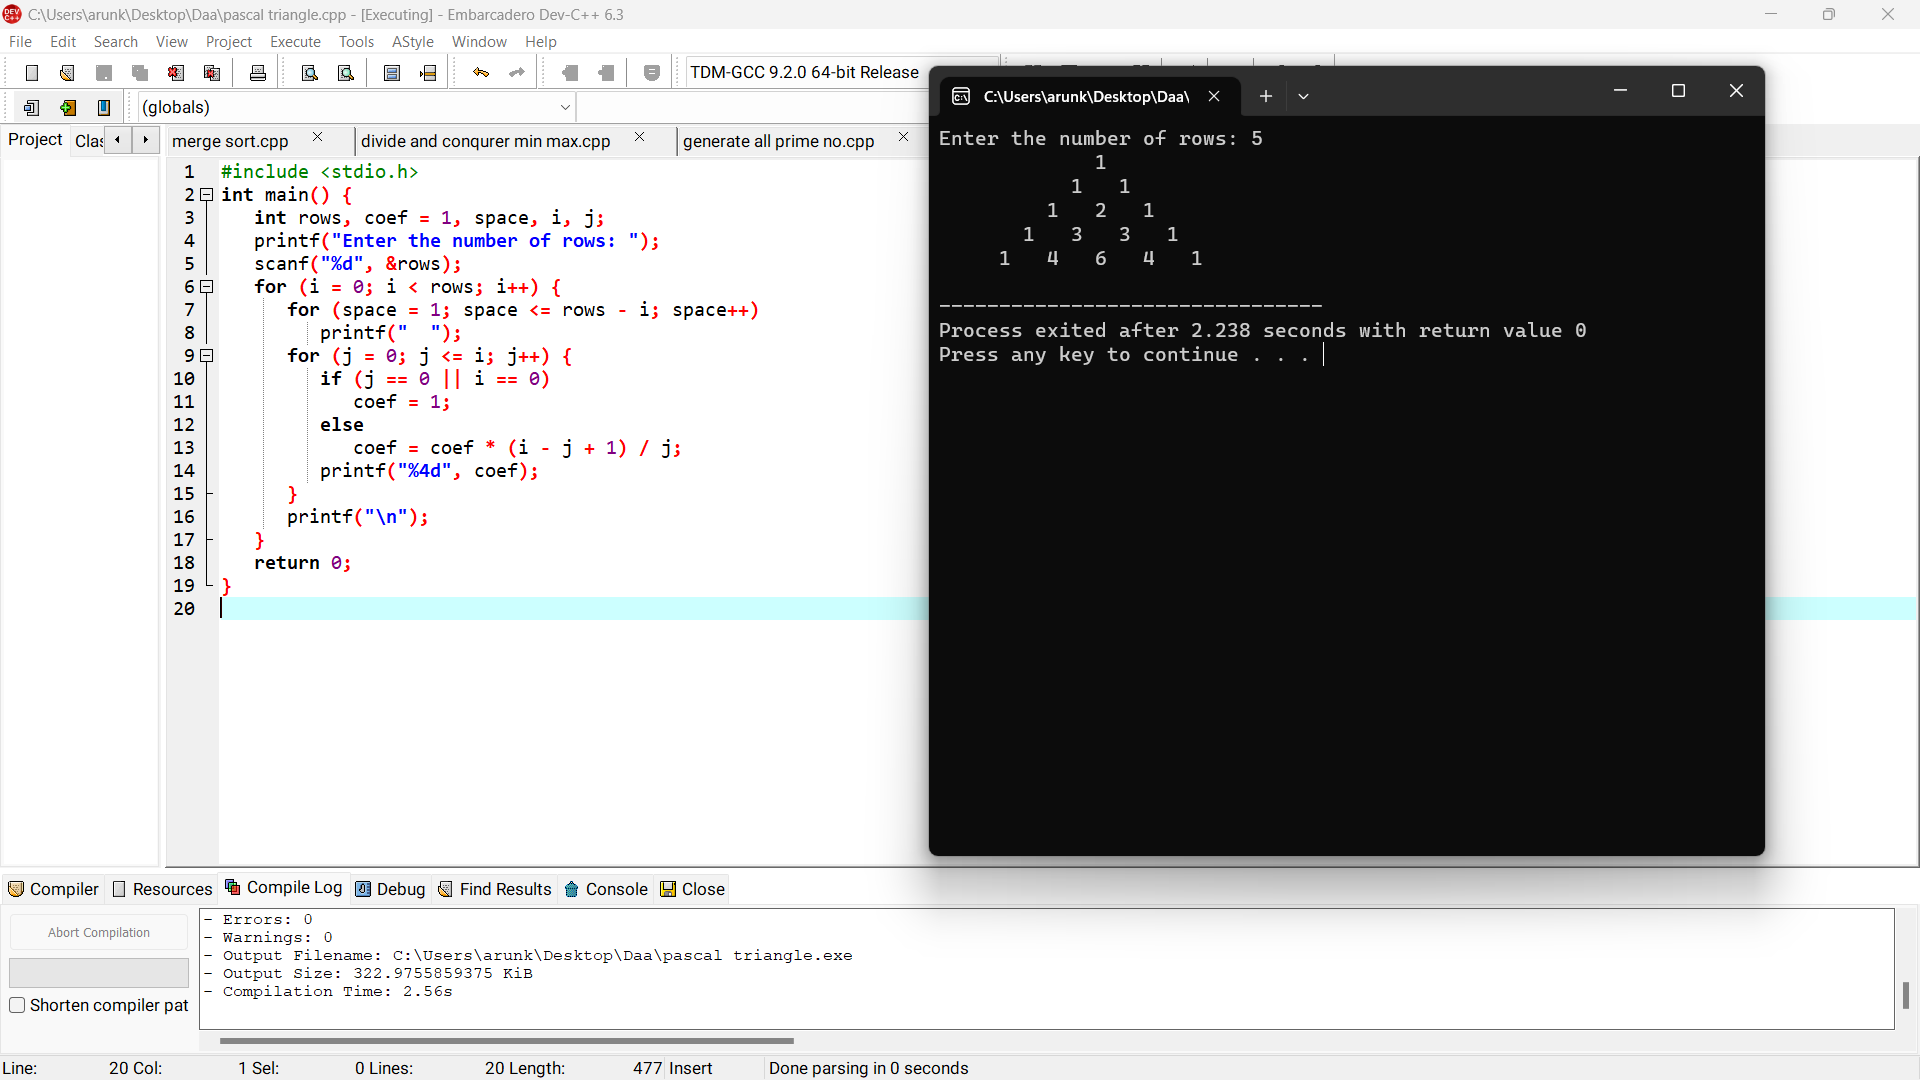 C:\Users\arunk\Desktop\Daa\pascal triangle.cpp - [Executing] - Embarcadero Dev-C++ 6.3
File Edit Search View Project Execute Tools AStyle Window Help
TDM-GCC 9.2.0 64-bit Release
(globals)
Project Clas
merge sort.cpp divide and conqurer min max.cpp generate all prime no.cpp
1 #include <stdio.h>
2 int main() {
3 int rows, coef = 1, space, i, j;
4 printf("Enter the number of rows: ");
5 scanf("%d", &rows);
6 for (i = 0; i < rows; i++) {
7 for (space = 1; space <= rows - i; space++)
8 printf("  ");
9 for (j = 0; j <= i; j++) {
10 if (j == 0 || i == 0)
11 coef = 1;
12 else
13 coef = coef * (i - j + 1) / j;
14 printf("%4d", coef);
15 }
16 printf("\n");
17 }
18 return 0;
19 }
20
C:\Users\arunk\Desktop\Daa\
Enter the number of rows: 5
1
1 1
1 2 1
1 3 3 1
1 4 6 4 1
--------------------------------
Process exited after 2.238 seconds with return value 0
Press any key to continue . . .
Compiler Resources Compile Log Debug Find Results Console Close
Abort Compilation
Shorten compiler pat
- Errors: 0
- Warnings: 0
- Output Filename: C:\Users\arunk\Desktop\Daa\pascal triangle.exe
- Output Size: 322.9755859375 KiB
- Compilation Time: 2.56s
Line: 20 Col: 1 Sel: 0 Lines: 20 Length: 477 Insert Done parsing in 0 seconds